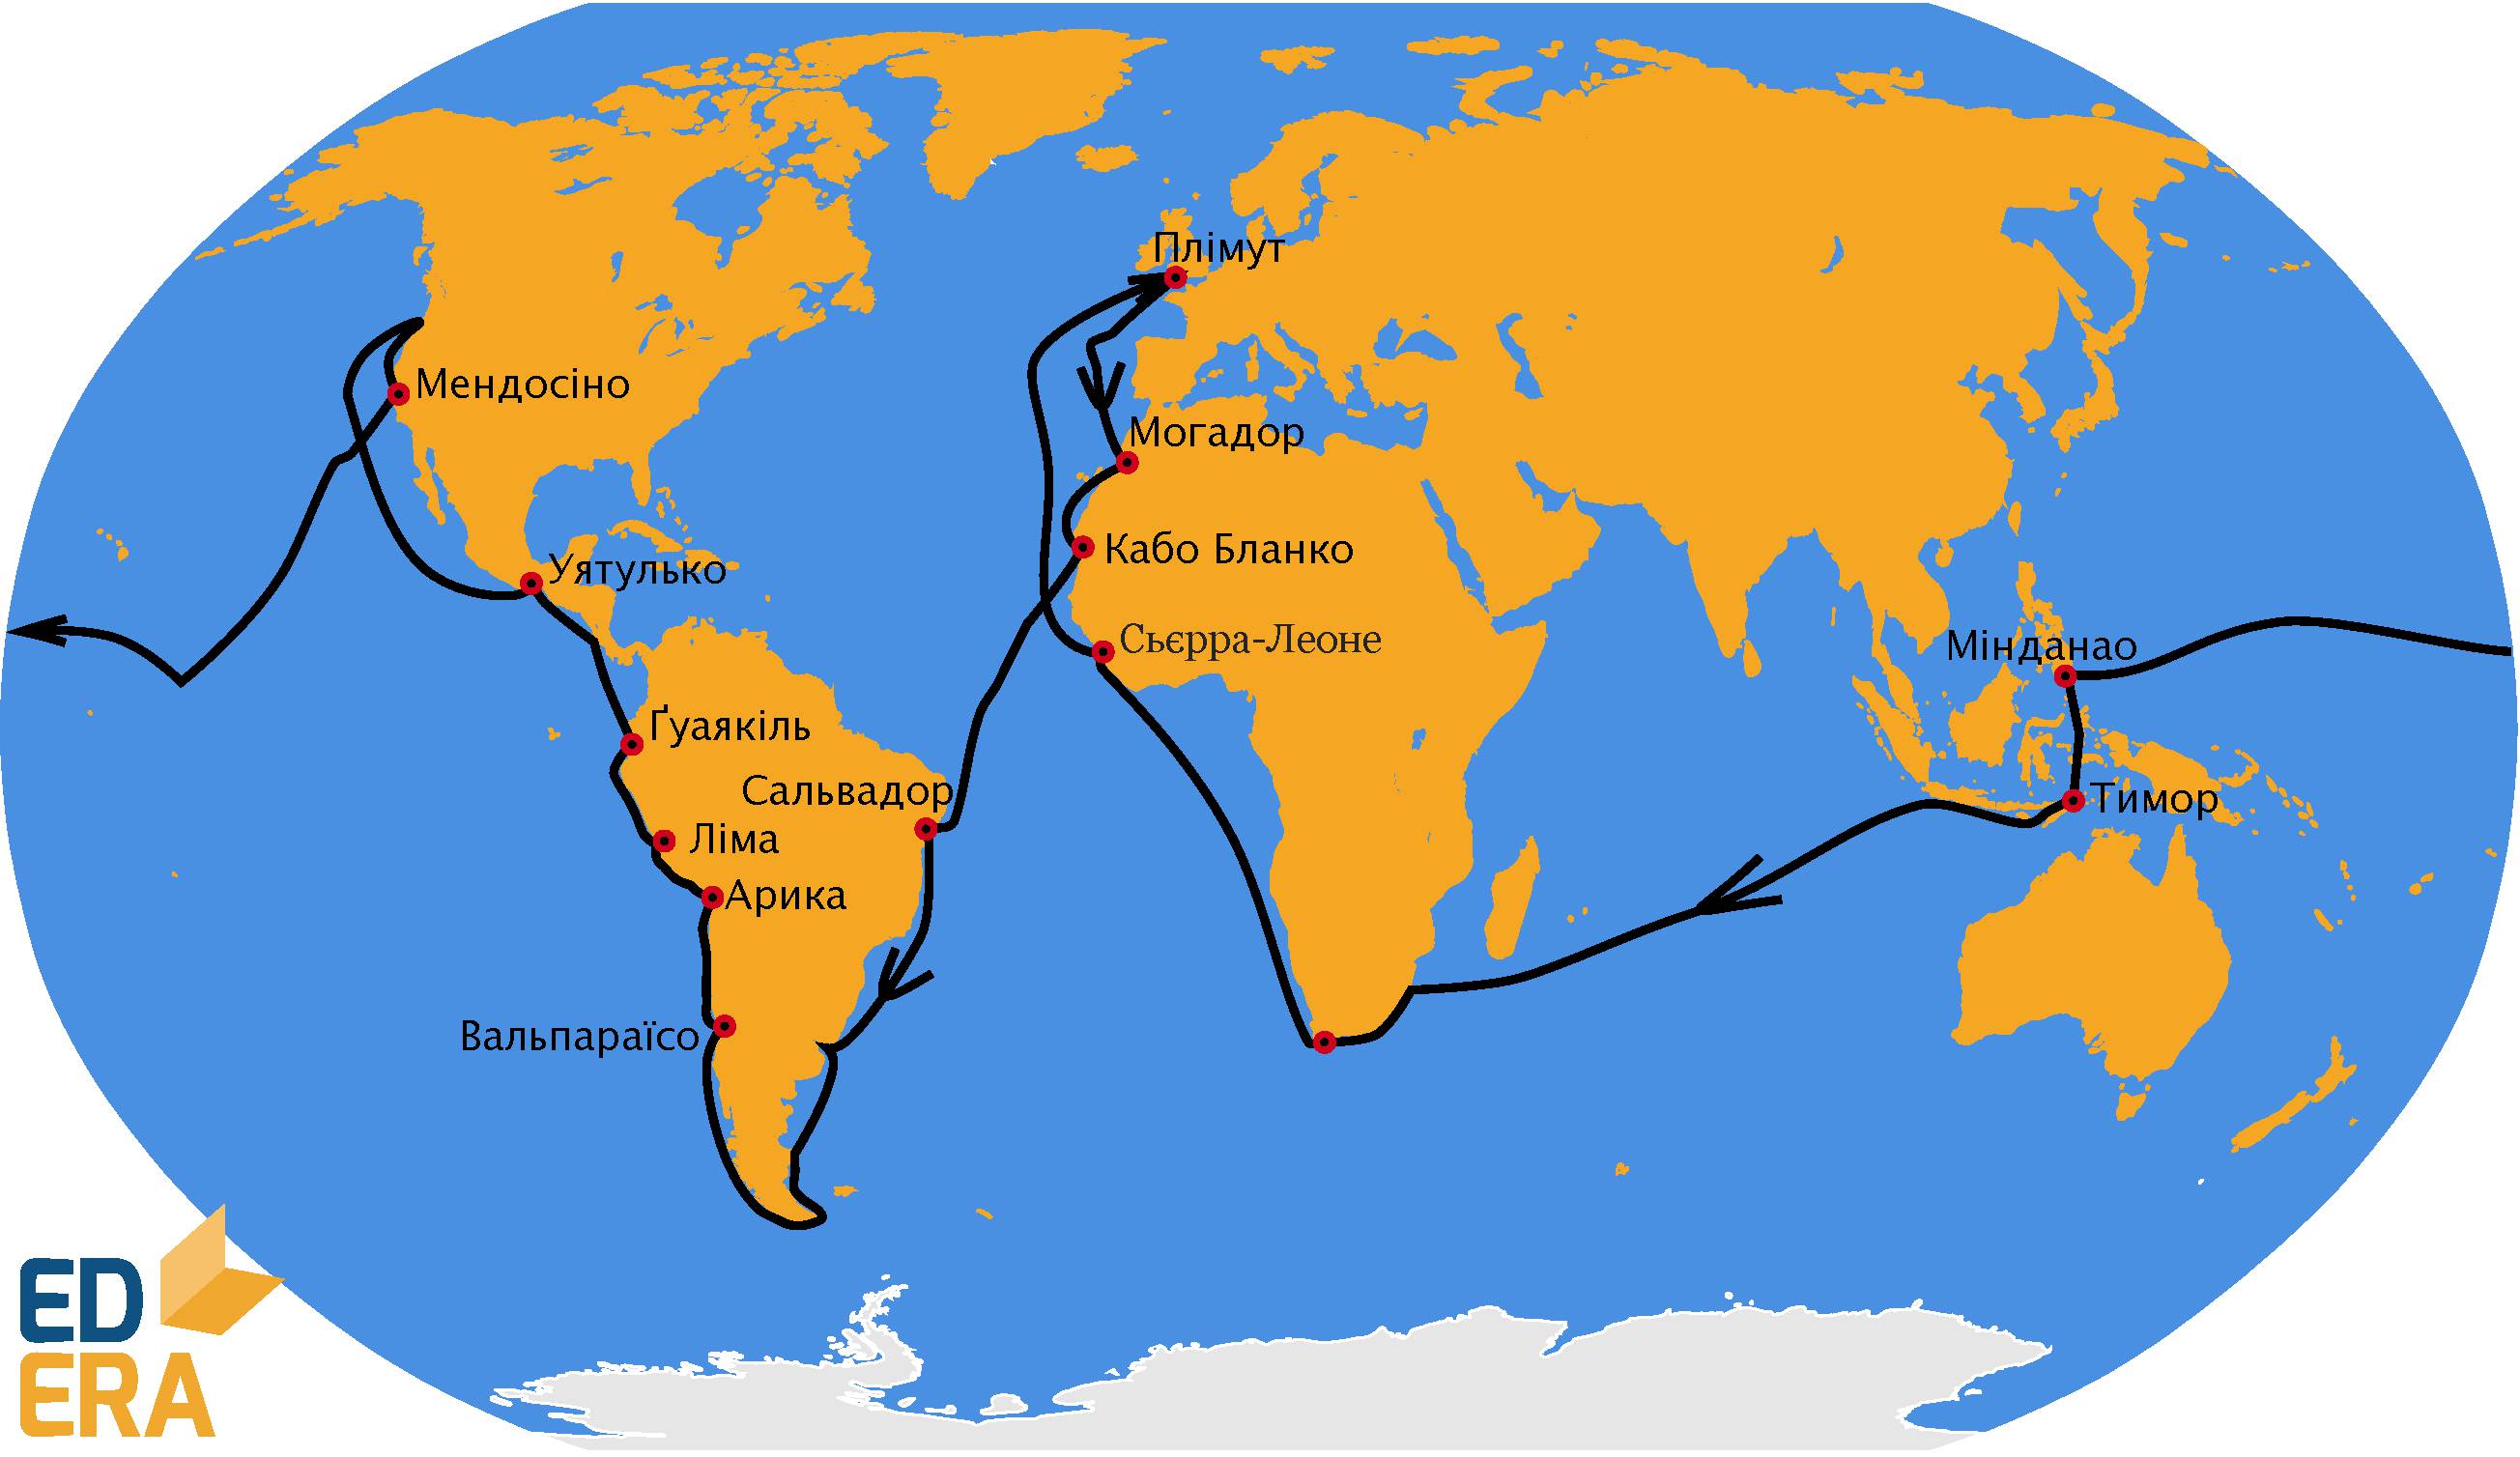 Плімут
Мендосіно
Могадор
Кабо Бланко
Уятулько
Сьєрра-Леоне
Мінданао
Ґуаякіль
Сальвадор
Тимор
Ліма
Арика
Вальпараїсо
ED
ERA